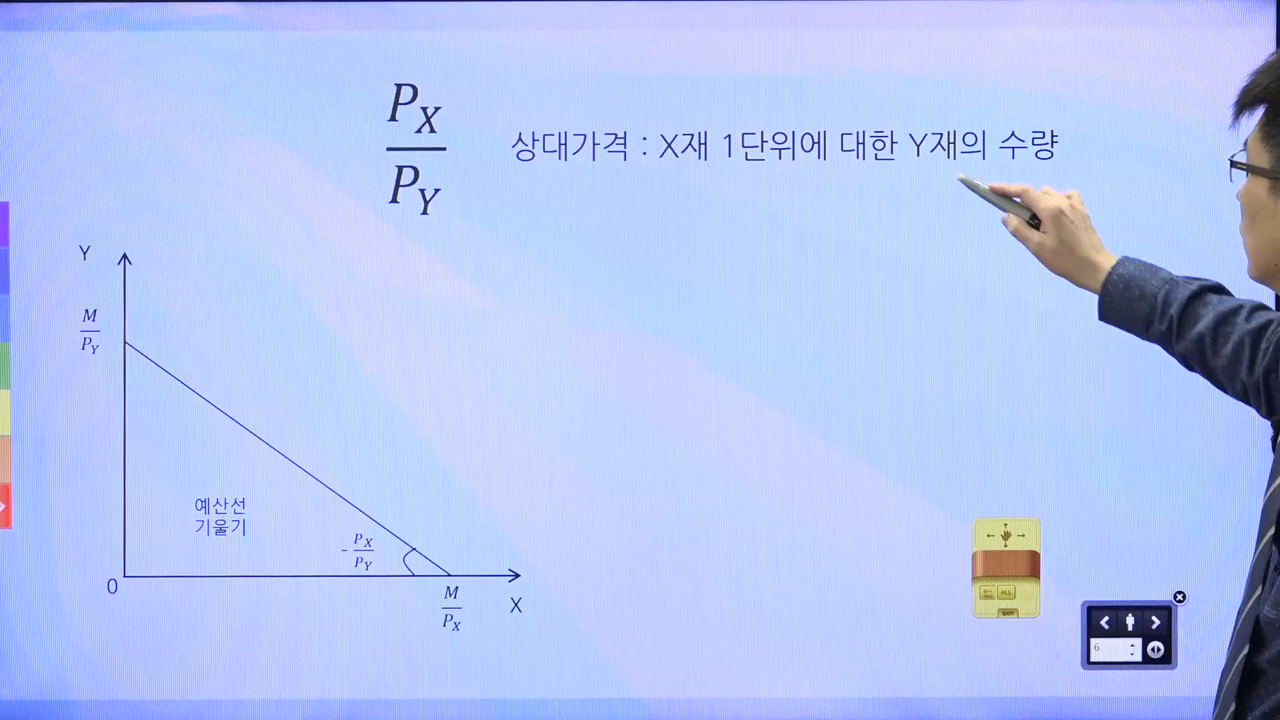 P_X
P_Y
상대가격 : X재 1단위에 대한 Y재의 수량
Y
M
P_Y
예산선
기울기
- P_X
P_Y
0
M
P_X
X
6